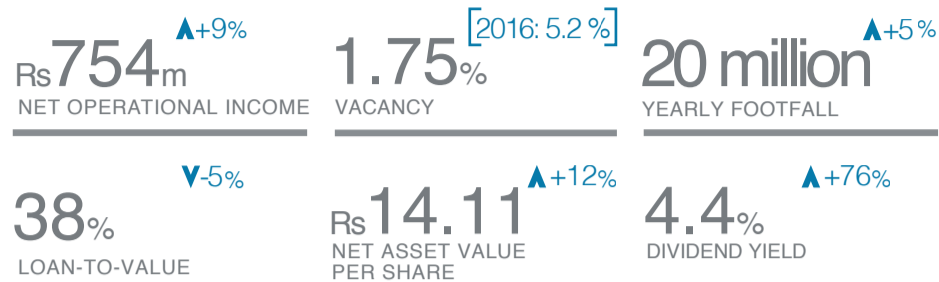 +9%
Rs754m
NET OPERATIONAL INCOME
[2016: 5.2 %]
1.75%
VACANCY
+5%
20 million
YEARLY FOOTFALL
-5%
38%
LOAN-TO-VALUE
+12%
Rs14.11
NET ASSET VALUE
PER SHARE
+76%
4.4%
DIVIDEND YIELD